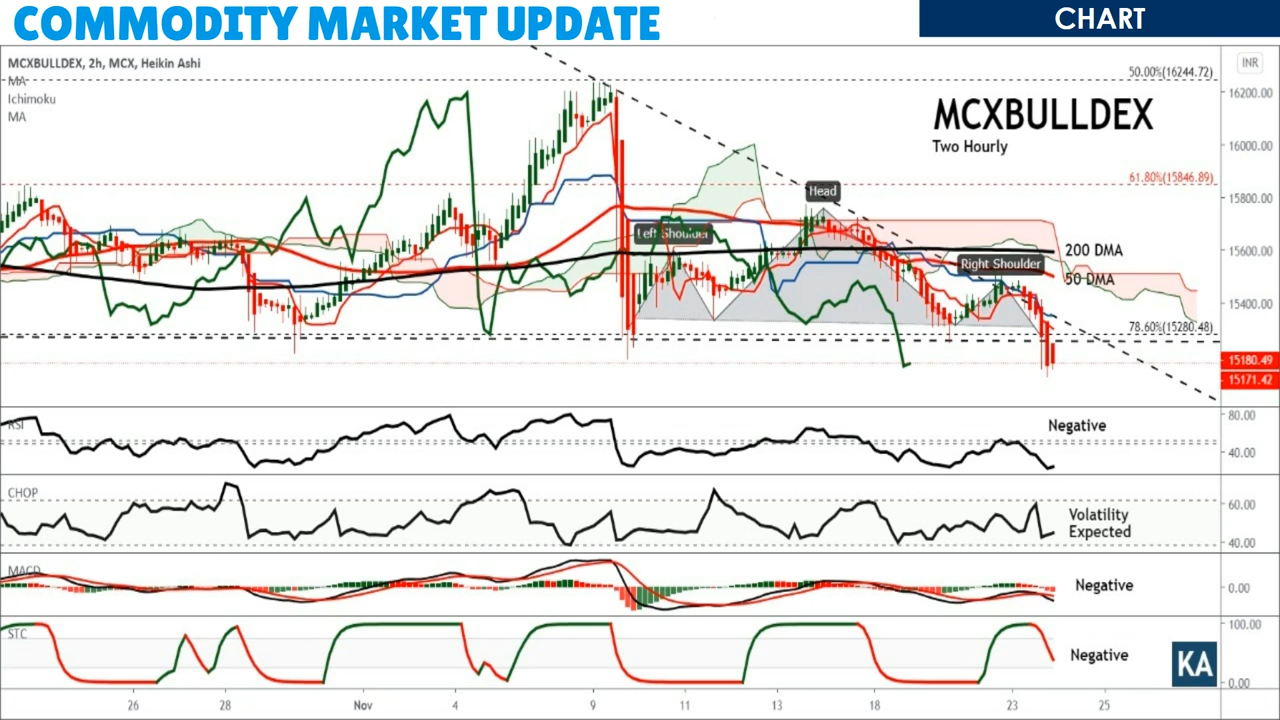 COMMODITY MARKET UPDATE
CHART
MCXBULLDEX, 2h, MCX, Heikin Ashi
MA
Ichimoku
MA
50.00%(16244.72)
INR
MCXBULLDEX
Two Hourly
16200.00
16000.00
61.80%(15846.89)
15800.00
Head
Left Shoulder
200 DMA
15600.00
Right Shoulder
50 DMA
15400.00
78.60%(15280.48)
15180.49
15171.42
RSI
Negative
80.00
40.00
CHOP
Volatility
Expected
60.00
40.00
MACD
Negative
0.00
STC
Negative
100.00
0.00
KA
26 28 Nov 4 9 11 13 18 23 25